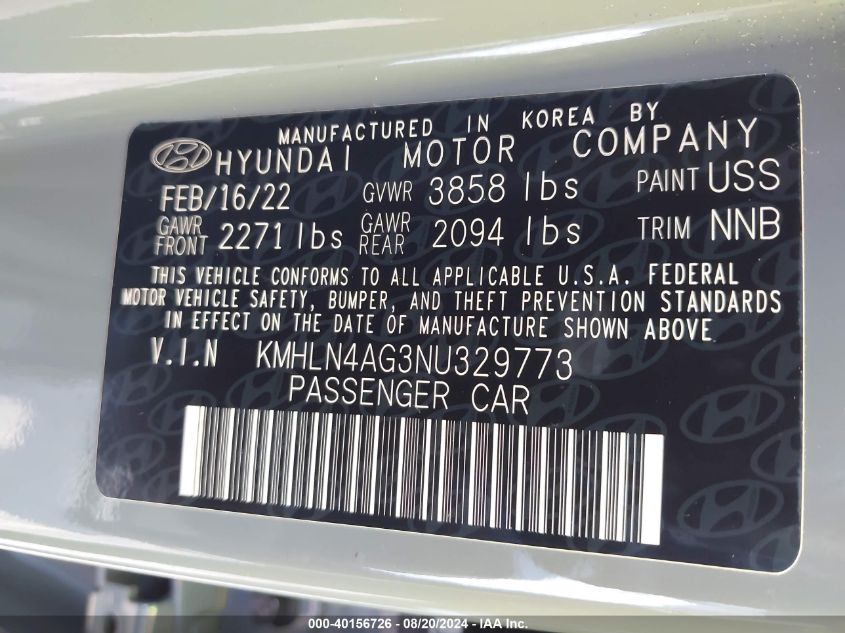 MANUFACTURED IN KOREA BY
HYUNDAI MOTOR COMPANY
FEB/16/22 GVWR 3858 lbs PAINT USS
GAWR FRONT 2271 lbs GAWR REAR 2094 lbs TRIM NNB
THIS VEHICLE CONFORMS TO ALL APPLICABLE U.S.A. FEDERAL
MOTOR VEHICLE SAFETY, BUMPER, AND THEFT PREVENTION STANDARDS
IN EFFECT ON THE DATE OF MANUFACTURE SHOWN ABOVE.
V.I.N KMHLN4AG3NU329773
PASSENGER CAR
000-40156726 - 08/20/2024 - IAA Inc.